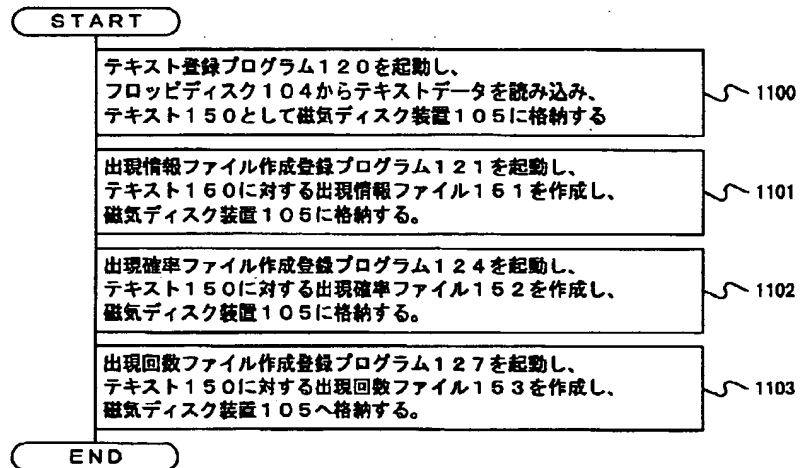 START
テキスト登録プログラム120を起動し、
フロッピディスク104からテキストデータを読み込み、
テキスト150として磁気ディスク装置105に格納する
1100
出現情報ファイル作成登録プログラム121を起動し、
テキスト150に対する出現情報ファイル151を作成し、
磁気ディスク装置105に格納する。
1101
出現確率ファイル作成登録プログラム124を起動し、
テキスト150に対する出現確率ファイル152を作成し、
磁気ディスク装置105に格納する。
1102
出現回数ファイル作成登録プログラム127を起動し、
テキスト150に対する出現回数ファイル153を作成し、
磁気ディスク装置105へ格納する。
1103
END